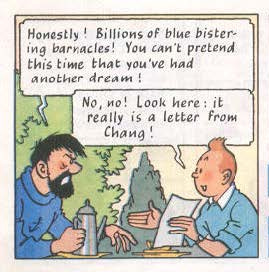 Honestly! Billions of blue bister-
ing barnacles! You can't pretend
this time that you've had
another dream!
No, no! Look here: it
really is a letter from
Chang!